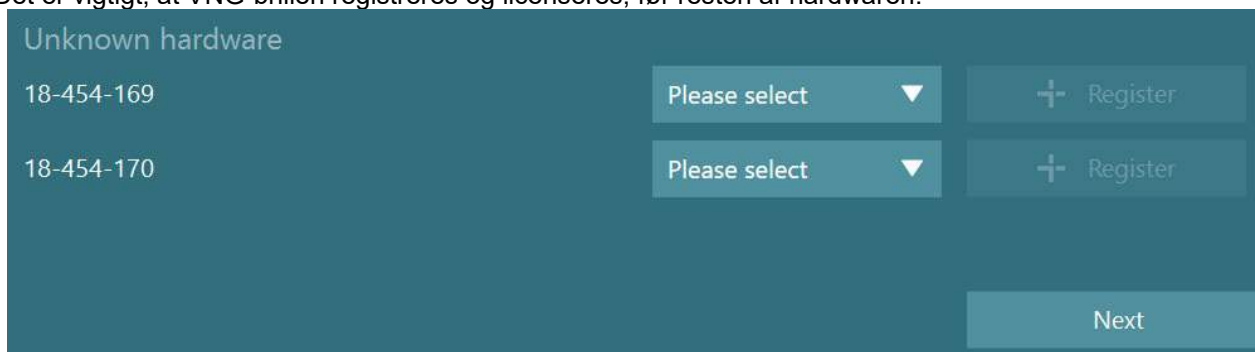 Det er vigtigt, at VNG-brillen registreres og licenseres, før resten af hardwaren.
Unknown hardware
18-454-169 Please select Register
18-454-170 Please select Register
Next